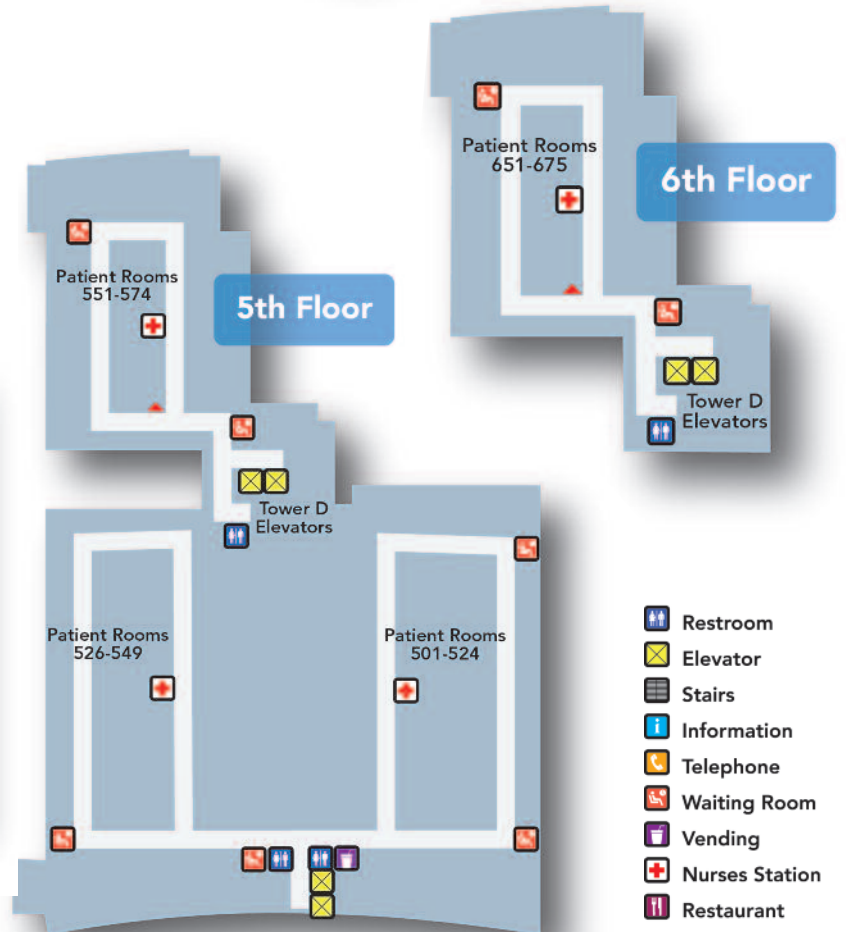 Patient Rooms
651-675
6th Floor
Tower D
Elevators
Patient Rooms
551-574
5th Floor
Tower D
Elevators
Patient Rooms
526-549
Patient Rooms
501-524
Restroom
Elevator
Stairs
Information
Telephone
Waiting Room
Vending
Nurses Station
Restaurant